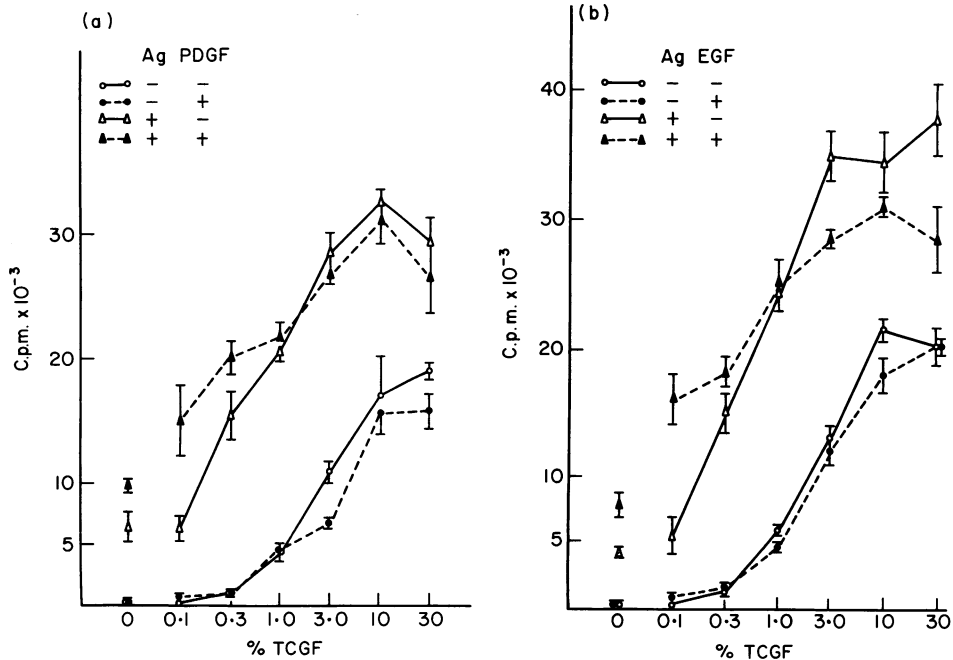 (a)
Ag PDGF
− −
− +
+ −
+ +
C.p.m. x10⁻³
30
20
10
5
0 0·1 0·3 1·0 3·0 10 30
% TCGF
(b)
Ag EGF
− −
− +
+ −
+ +
C.p.m. x10⁻³
40
30
20
10
5
0 0·1 0·3 1·0 3·0 10 30
% TCGF